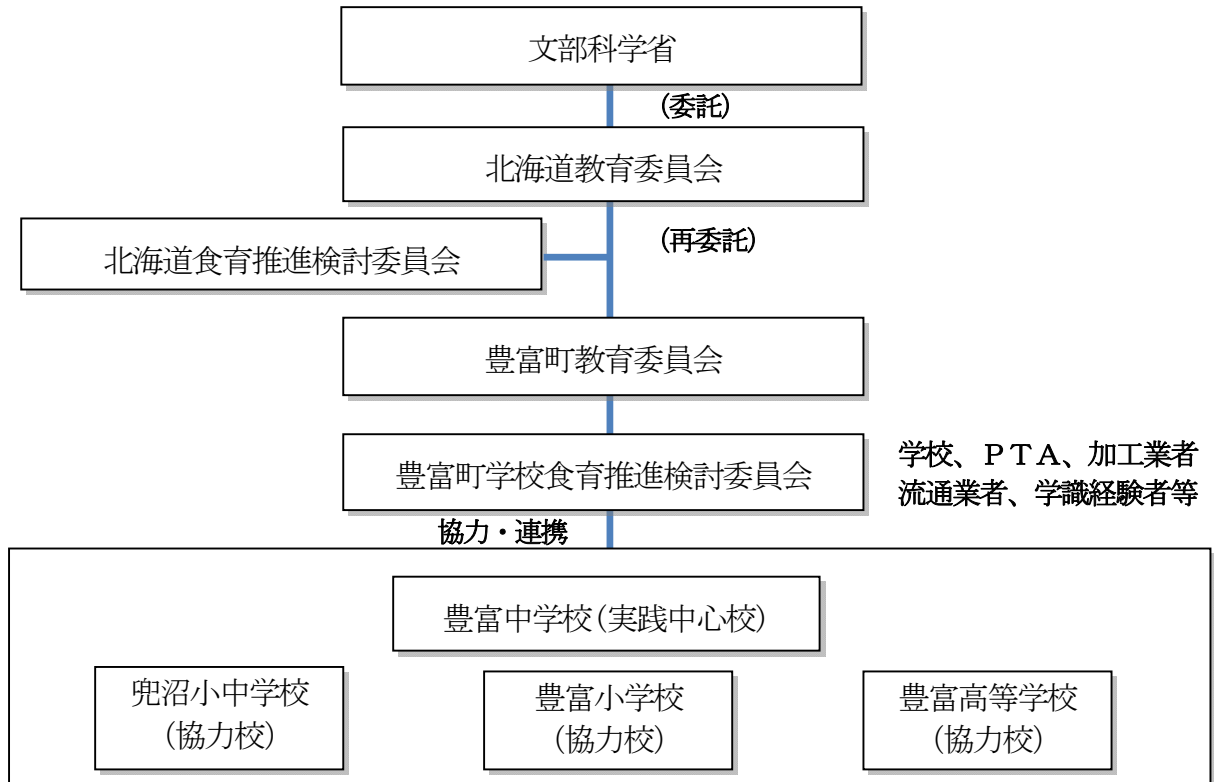 文部科学省
(委託)
北海道教育委員会
(再委託)
北海道食育推進検討委員会
豊富町教育委員会
豊富町学校食育推進検討委員会
学校、ＰＴＡ、加工業者
流通業者、学識経験者等
協力・連携
豊富中学校(実践中心校)
兜沼小中学校
(協力校)
豊富小学校
(協力校)
豊富高等学校
(協力校)